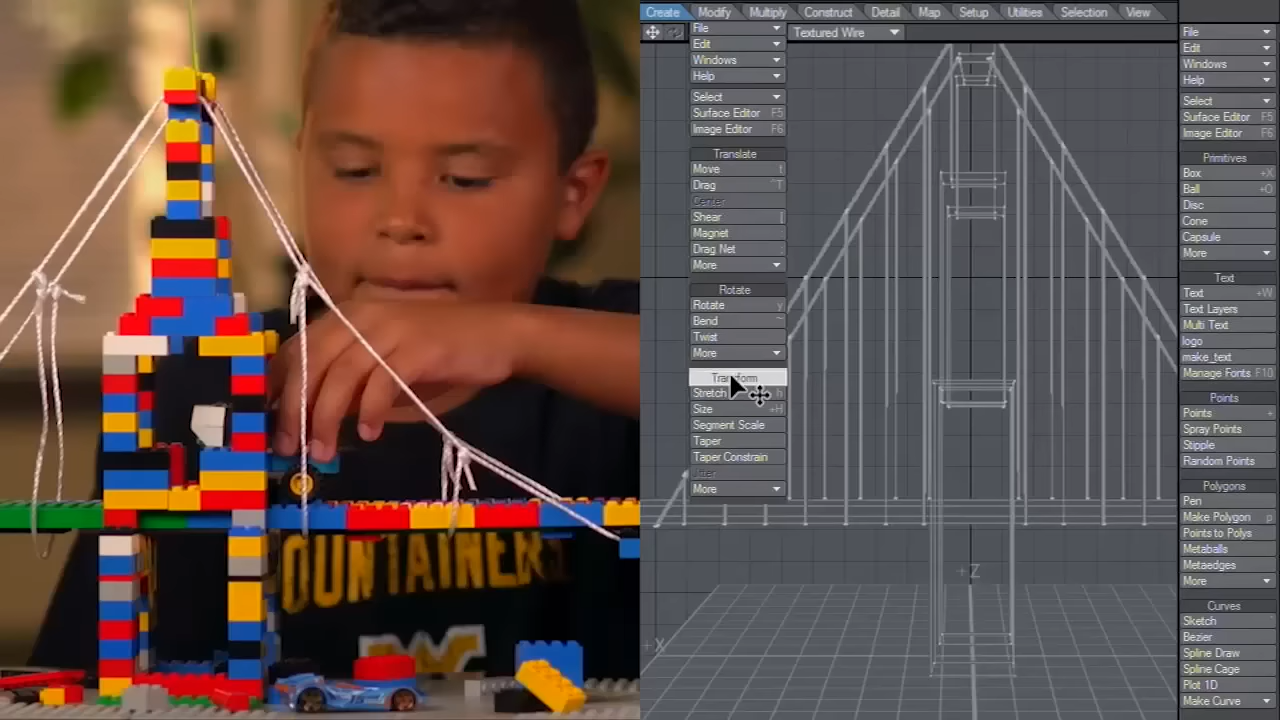 OUNTAINEERS
75
Create Modify Multiply Construct Detail Map Setup Utilities Selection View
Textured Wire
File
Edit
Windows
Help
Select
Surface Editor F5
Image Editor F6
Translate
Move t
Drag ^T
Center
Shear [
Magnet :
Drag Net ;
More
Rotate
Rotate y
Bend ~
Twist
More
Transform
Stretch h
Size +H
Segment Scale
Taper
Taper Constrain
Jitter
More
+Z
+X
File
Edit
Windows
Help
Select
Surface Editor F5
Image Editor F6
Primitives
Box +X
Ball +O
Disc
Cone
Capsule
More
Text
Text +W
Text Layers
Multi Text
logo
make_text
Manage Fonts F10
Points
Points +
Spray Points
Stipple
Random Points
Polygons
Pen
Make Polygon p
Points to Polys
Metaballs
Metaedges
More
Curves
Sketch
Bezier
Spline Draw
Spline Cage
Plot 1D
Make Curve